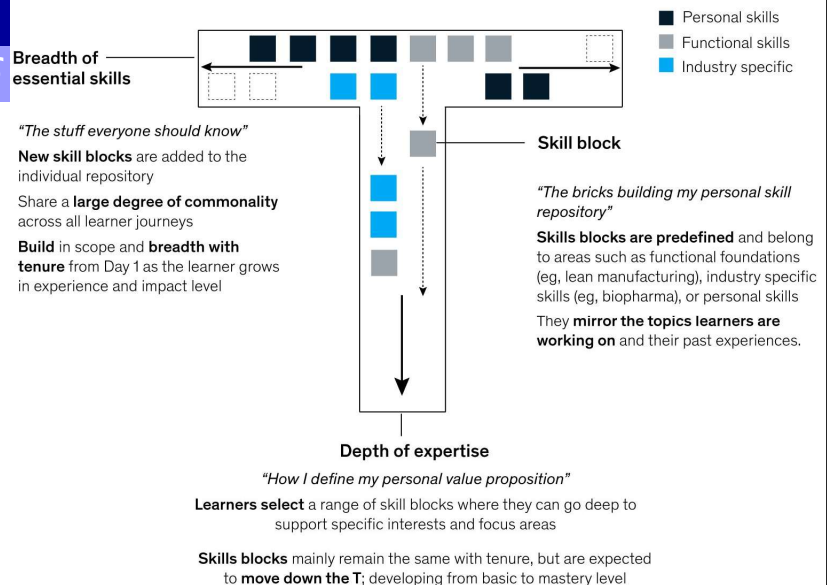 Personal skills
Functional skills
Industry specific
Breadth of
essential skills
"The stuff everyone should know"
New skill blocks are added to the
individual repository
Share a large degree of commonality
across all learner journeys
Build in scope and breadth with
tenure from Day 1 as the learner grows
in experience and impact level
Skill block
"The bricks building my personal skill
repository"
Skills blocks are predefined and belong
to areas such as functional foundations
(eg, lean manufacturing), industry specific
skills (eg, biopharma), or personal skills
They mirror the topics learners are
working on and their past experiences.
Depth of expertise
"How I define my personal value proposition"
Learners select a range of skill blocks where they can go deep to
support specific interests and focus areas
Skills blocks mainly remain the same with tenure, but are expected
to move down the T; developing from basic to mastery level